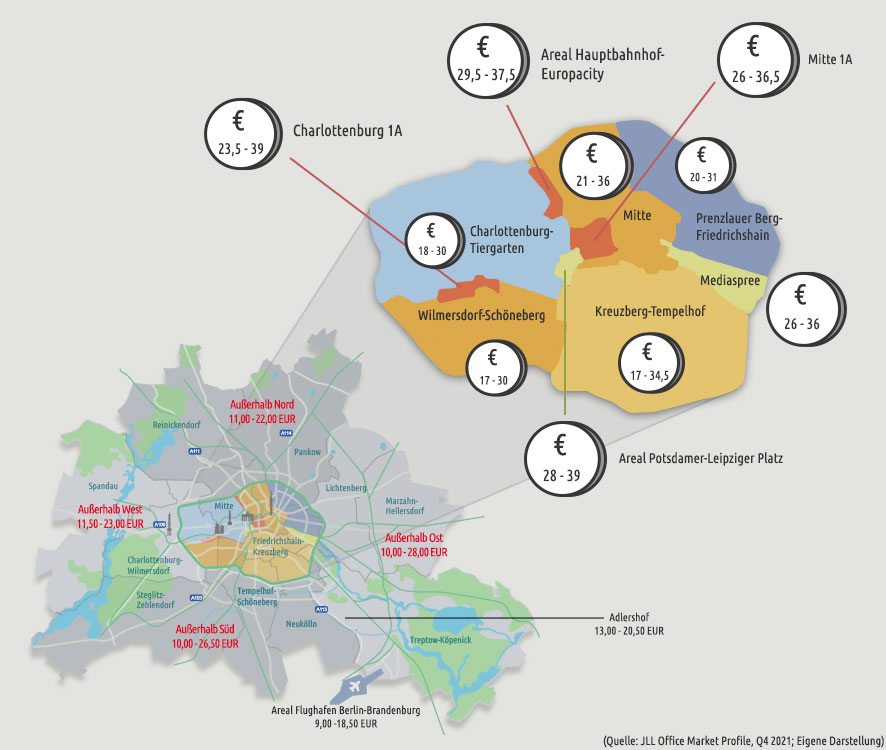 €
29,5 - 37,5
Areal Hauptbahnhof-
Europacity
€
26 - 36,5
Mitte 1A
€
23,5 - 39
Charlottenburg 1A
€
21 - 36
€
20 - 31
Mitte
Prenzlauer Berg-
Friedrichshain
€
18 - 30
Charlottenburg-
Tiergarten
Mediaspree
€
26 - 36
Wilmersdorf-Schöneberg
Kreuzberg-Tempelhof
€
17 - 30
€
17 - 34,5
€
28 - 39
Areal Potsdamer-Leipziger Platz
Außerhalb Nord
11,00 - 22,00 EUR
Reinickendorf
A114
A111
Pankow
Spandau
Lichtenberg
Marzahn-
Hellersdorf
Außerhalb West
11,50 - 23,00 EUR
A100
Mitte
Friedrichshain-
Kreuzberg
Außerhalb Ost
10,00 - 28,00 EUR
Charlottenburg-
Wilmersdorf
Steglitz-
Zehlendorf
A103
Tempelhof-
Schöneberg
A113
Neukölln
Außerhalb Süd
10,00 - 26,50 EUR
Treptow-Köpenick
Adlershof
13,00 - 20,50 EUR
Areal Flughafen Berlin-Brandenburg
9,00 -18,50 EUR
(Quelle: JLL Office Market Profile, Q4 2021; Eigene Darstellung)